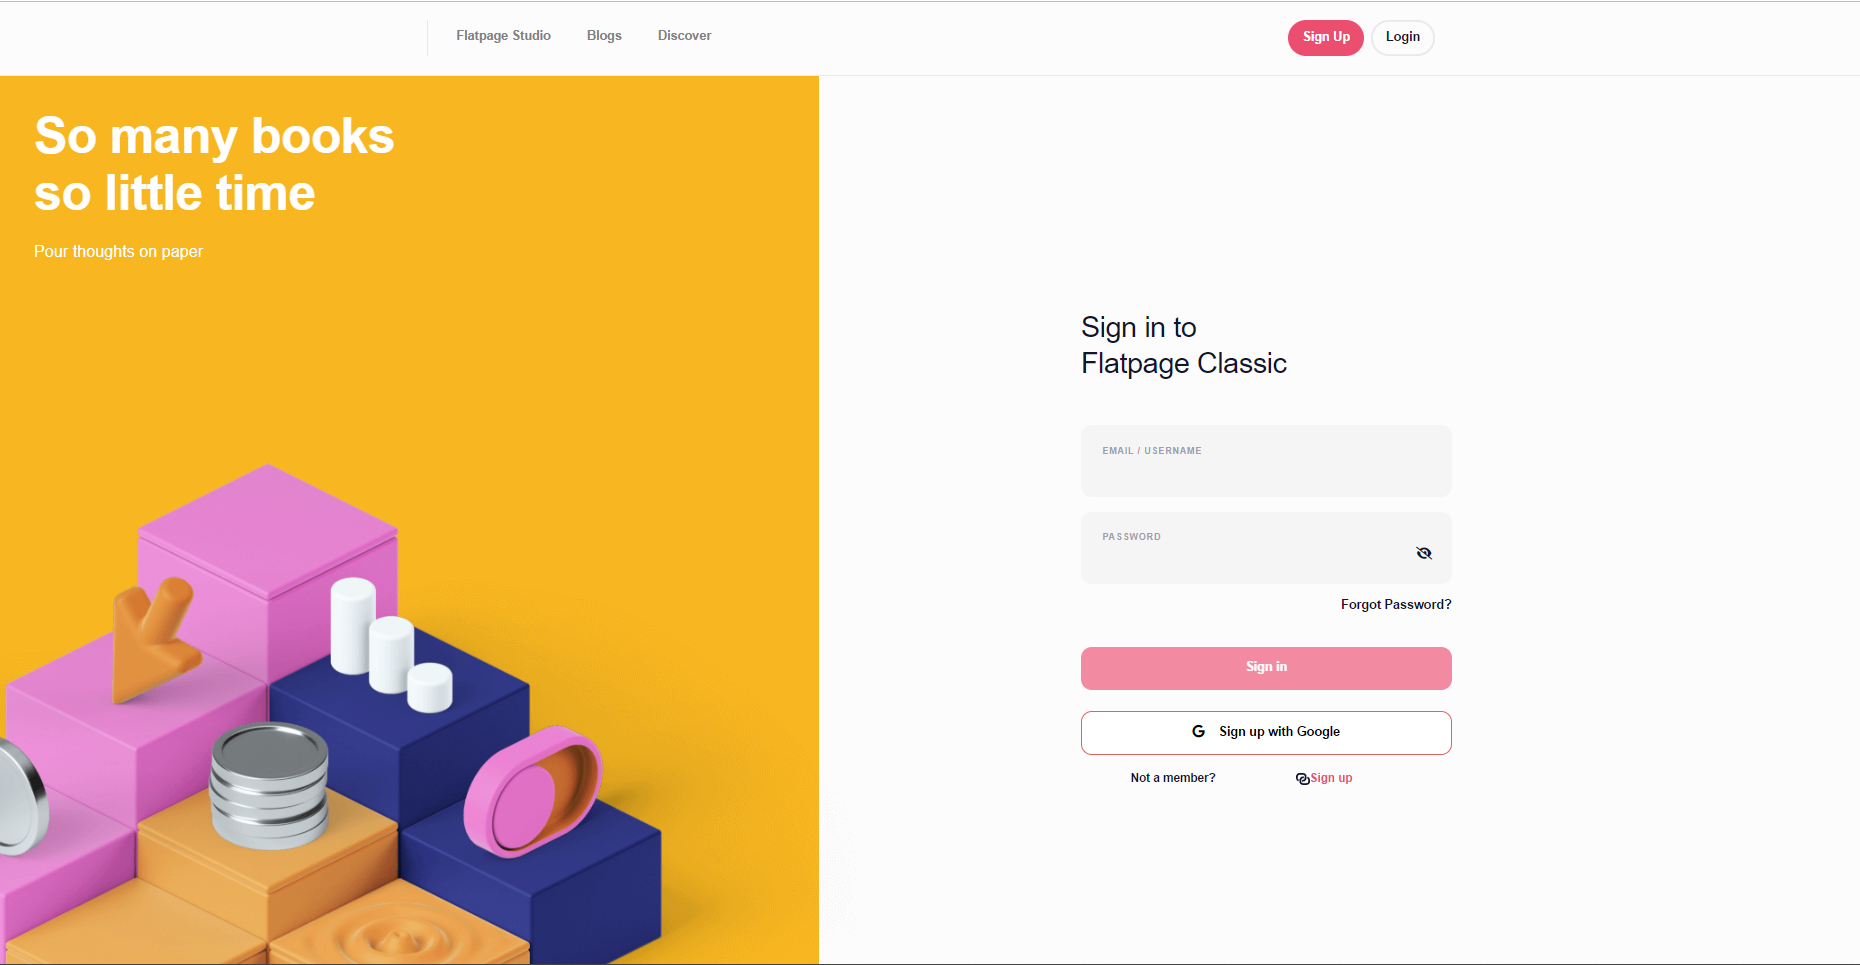 Flatpage Studio Blogs Discover Sign Up Login
So many books
so little time
Pour thoughts on paper
Sign in to
Flatpage Classic
EMAIL / USERNAME
PASSWORD
Forgot Password?
Sign in
G Sign up with Google
Not a member? Sign up